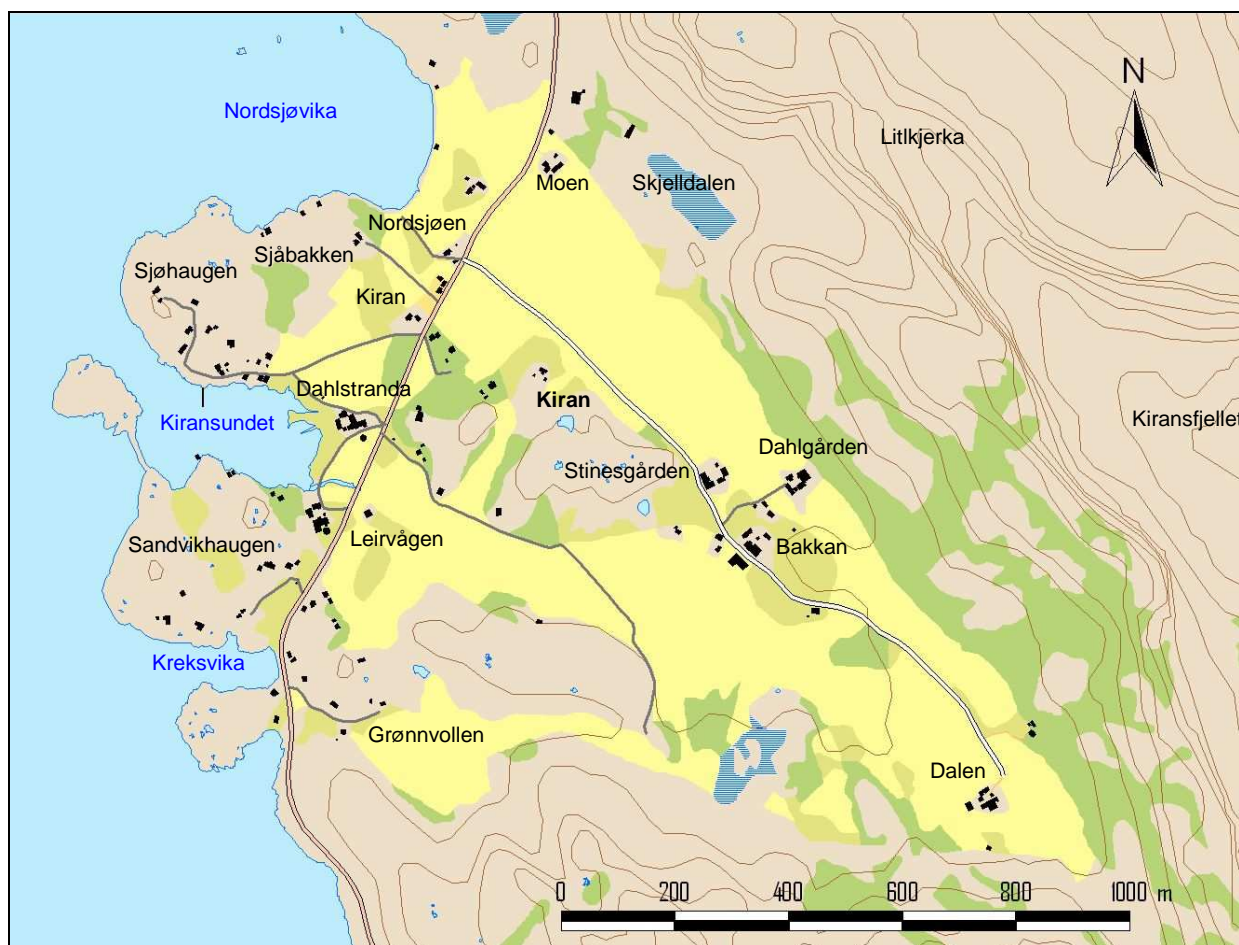 N
Nordsjøvika
Litlkjerka
Moen
Skjelldalen
Nordsjøen
Sjåbakken
Sjøhaugen
Kiran
Dahlstranda
Kiran
Kiransundet
Kiransfjellet
Stinesgården
Dahlgården
Leirvågen
Bakkan
Sandvikhaugen
Kreksvika
Grønnvollen
Dalen
0 200 400 600 800 1000 m